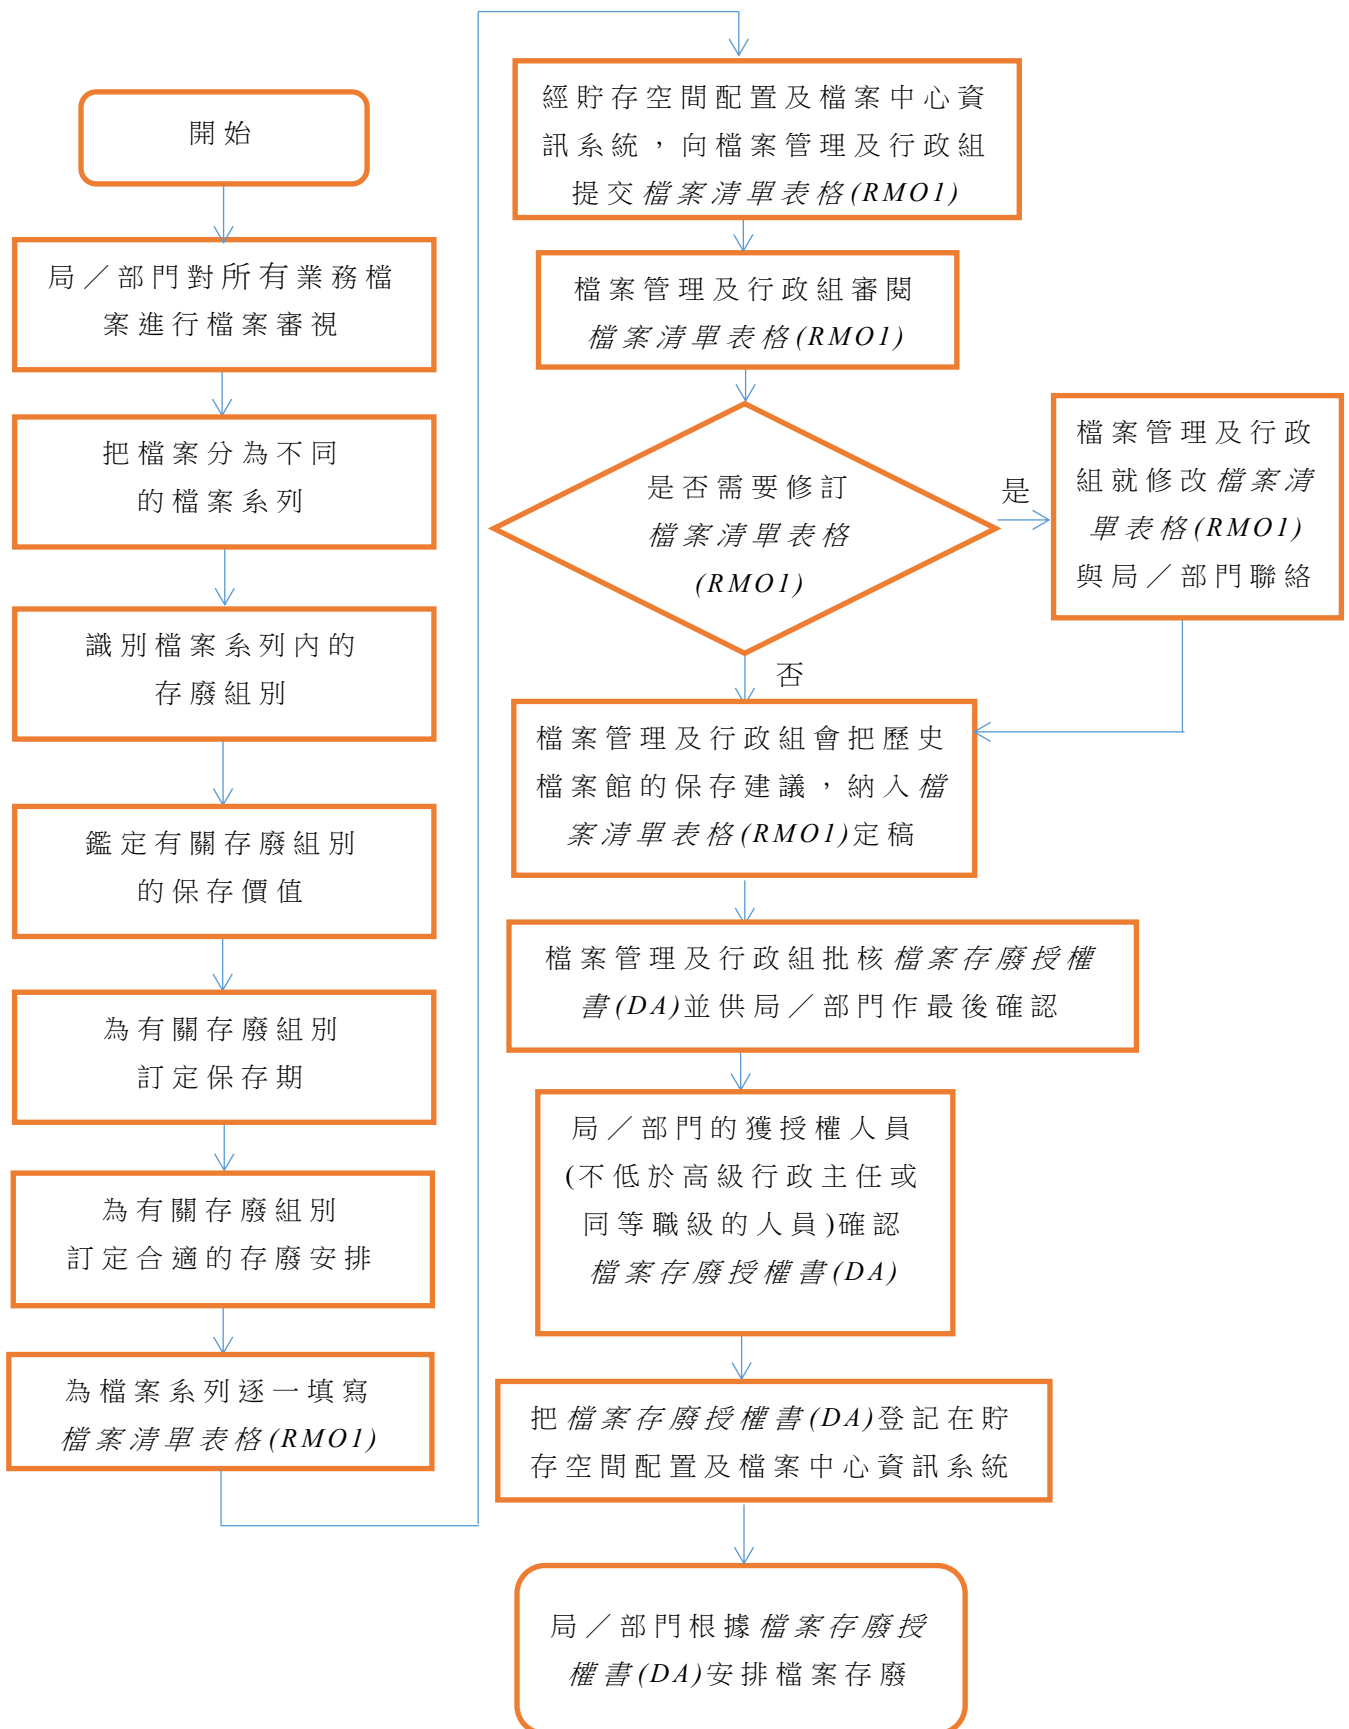 開始
局／部門對所有業務檔
案進行檔案審視
把檔案分為不同
的檔案系列
識別檔案系列內的
存廢組別
鑑定有關存廢組別
的保存價值
為有關存廢組別
訂定保存期
為有關存廢組別
訂定合適的存廢安排
為檔案系列逐一填寫
檔案清單表格(RMO1)
經貯存空間配置及檔案中心資
訊系統，向檔案管理及行政組
提交檔案清單表格(RMO1)
檔案管理及行政組審閱
檔案清單表格(RMO1)
是否需要修訂
檔案清單表格
(RMO1)
是
檔案管理及行政
組就修改檔案清
單表格(RMO1)
與局／部門聯絡
否
檔案管理及行政組會把歷史
檔案館的保存建議，納入檔
案清單表格(RMO1)定稿
檔案管理及行政組批核檔案存廢授權
書(DA)並供局／部門作最後確認
局／部門的獲授權人員
(不低於高級行政主任或
同等職級的人員)確認
檔案存廢授權書(DA)
把檔案存廢授權書(DA)登記在貯
存空間配置及檔案中心資訊系統
局／部門根據檔案存廢授
權書(DA)安排檔案存廢